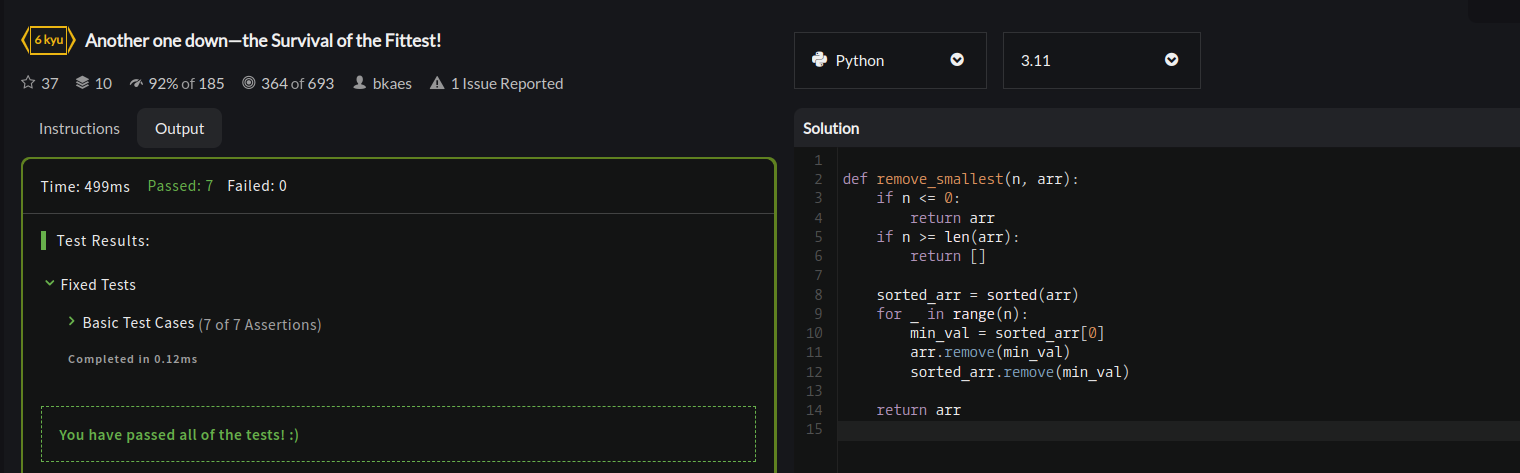 6 kyu Another one down—the Survival of the Fittest!
37 10 92% of 185 364 of 693 bkaes 1 Issue Reported
Instructions Output
Time: 499ms Passed: 7 Failed: 0
Test Results:
Fixed Tests
Basic Test Cases (7 of 7 Assertions)
Completed in 0.12ms
You have passed all of the tests! :)
Python 3.11
Solution
1
2 def remove_smallest(n, arr):
3     if n <= 0:
4         return arr
5     if n >= len(arr):
6         return []
7
8     sorted_arr = sorted(arr)
9     for _ in range(n):
10         min_val = sorted_arr[0]
11         arr.remove(min_val)
12         sorted_arr.remove(min_val)
13
14     return arr
15